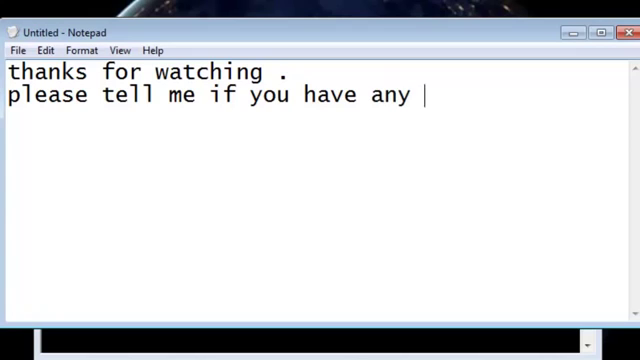 Untitled - Notepad
File Edit Format View Help
thanks for watching .
please tell me if you have any